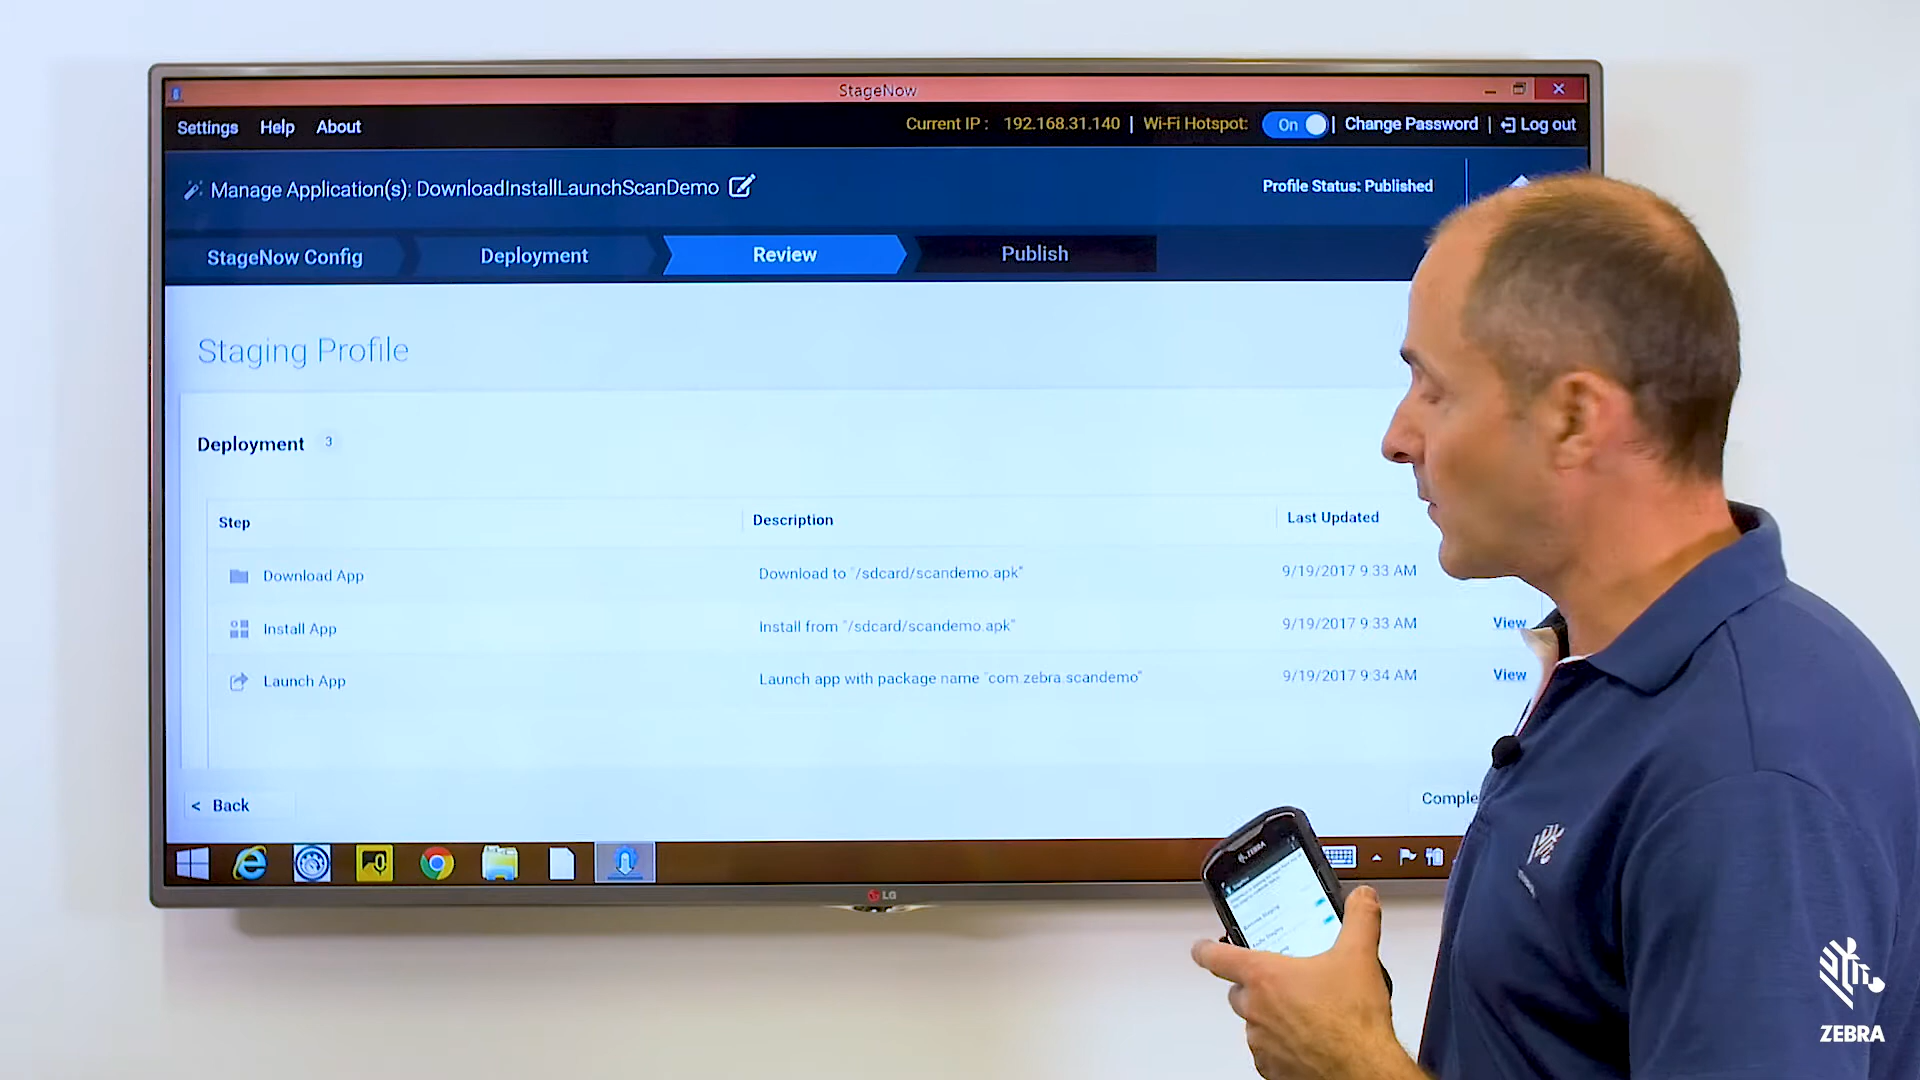 StageNow
Settings Help About
Current IP : 192.168.31.140 | Wi-Fi Hotspot: On | Change Password | Log out
Manage Application(s): DownloadInstallLaunchScanDemo
Profile Status: Published
StageNow Config
Deployment
Review
Publish
Staging Profile
Deployment 3
Step Description Last Updated
Download App Download to "/sdcard/scandemo.apk" 9/19/2017 9:33 AM
Install App Install from "/sdcard/scandemo.apk" 9/19/2017 9:33 AM View
Launch App Launch app with package name "com.zebra.scandemo" 9/19/2017 9:34 AM View
< Back
Comple
LG
ZEBRA
ZEBRA